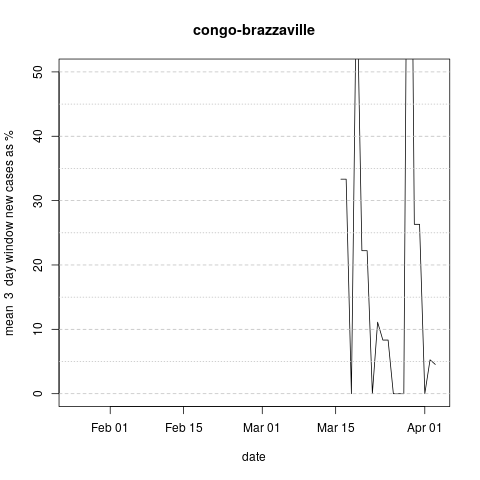 congo-brazzaville
mean 3 day window new cases as %
50
40
30
20
10
0
Feb 01
Feb 15
Mar 01
Mar 15
Apr 01
date